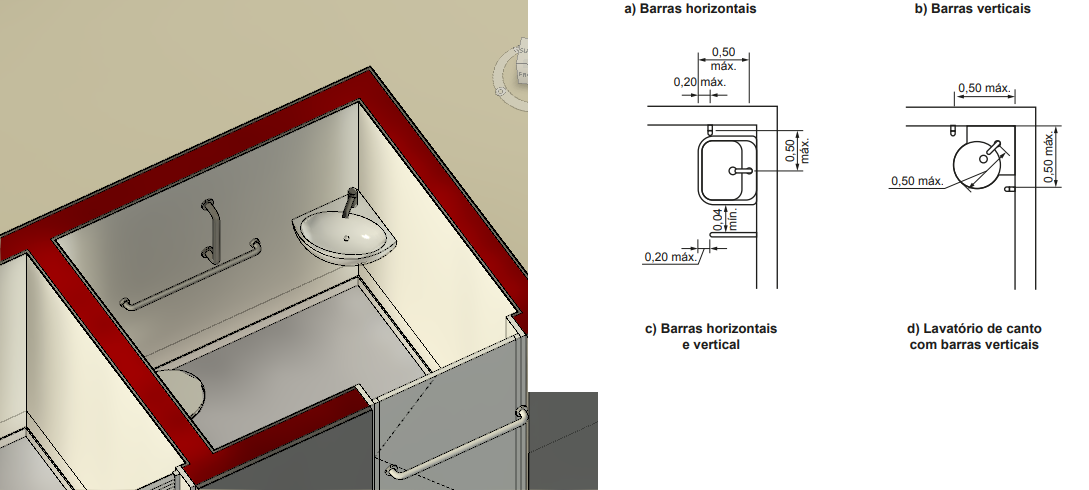 a) Barras horizontais
b) Barras verticais
0,50
máx.
0,20 máx.
0,50
máx.
0,04
mín.
0,20 máx.
0,50 máx.
0,50 máx.
0,50 máx.
c) Barras horizontais
e vertical
d) Lavatório de canto
com barras verticais